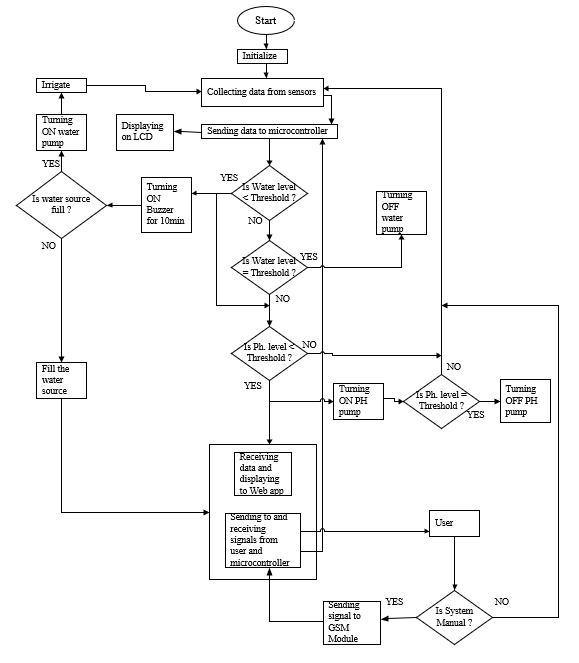 Start
Initialize
Collecting data from sensors
Irrigate
Turning
ON water
pump
Displaying
on LCD
Sending data to microcontroller
YES
Is water source
full ?
NO
Turning
ON
Buzzer
for 10min
YES
Is Water level
< Threshold ?
NO
Turning
OFF
water
pump
Is Water level
= Threshold ?
YES
NO
Is Ph. level <
Threshold ?
NO
YES
Fill the
water
source
Turning
ON PH
pump
NO
Is Ph. level =
Threshold ?
YES
Turning
OFF PH
pump
Receiving
data and
displaying
to Web app
Sending to and
receiving
signals from
user and
microcontroller
User
Is System
Manual ?
YES
NO
Sending
signal to
GSM
Module